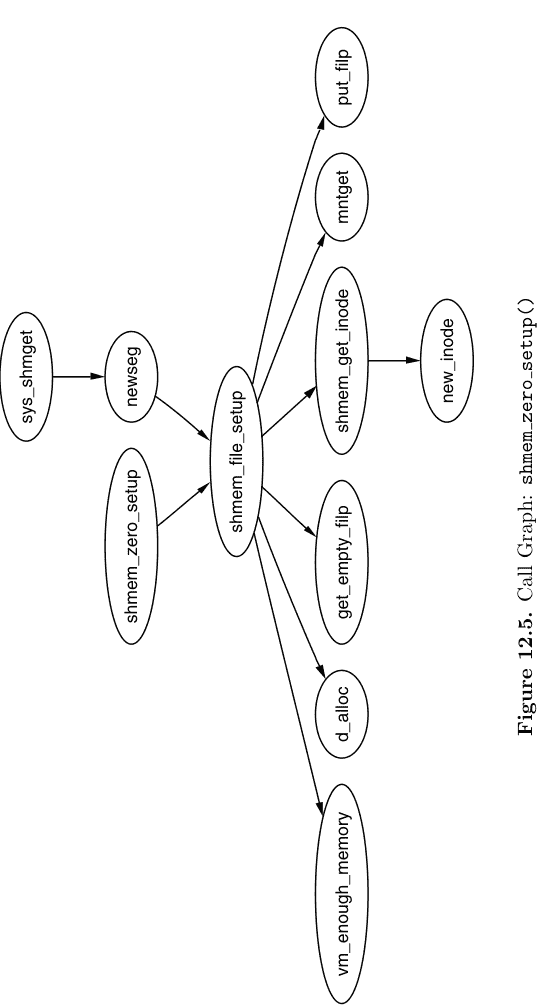 sys_shmget
shmem_zero_setup
newseg
shmem_file_setup
vm_enough_memory
d_alloc
get_empty_filp
shmem_get_inode
mntget
put_filp
new_inode
Figure 12.5. Call Graph: shmem_zero_setup()